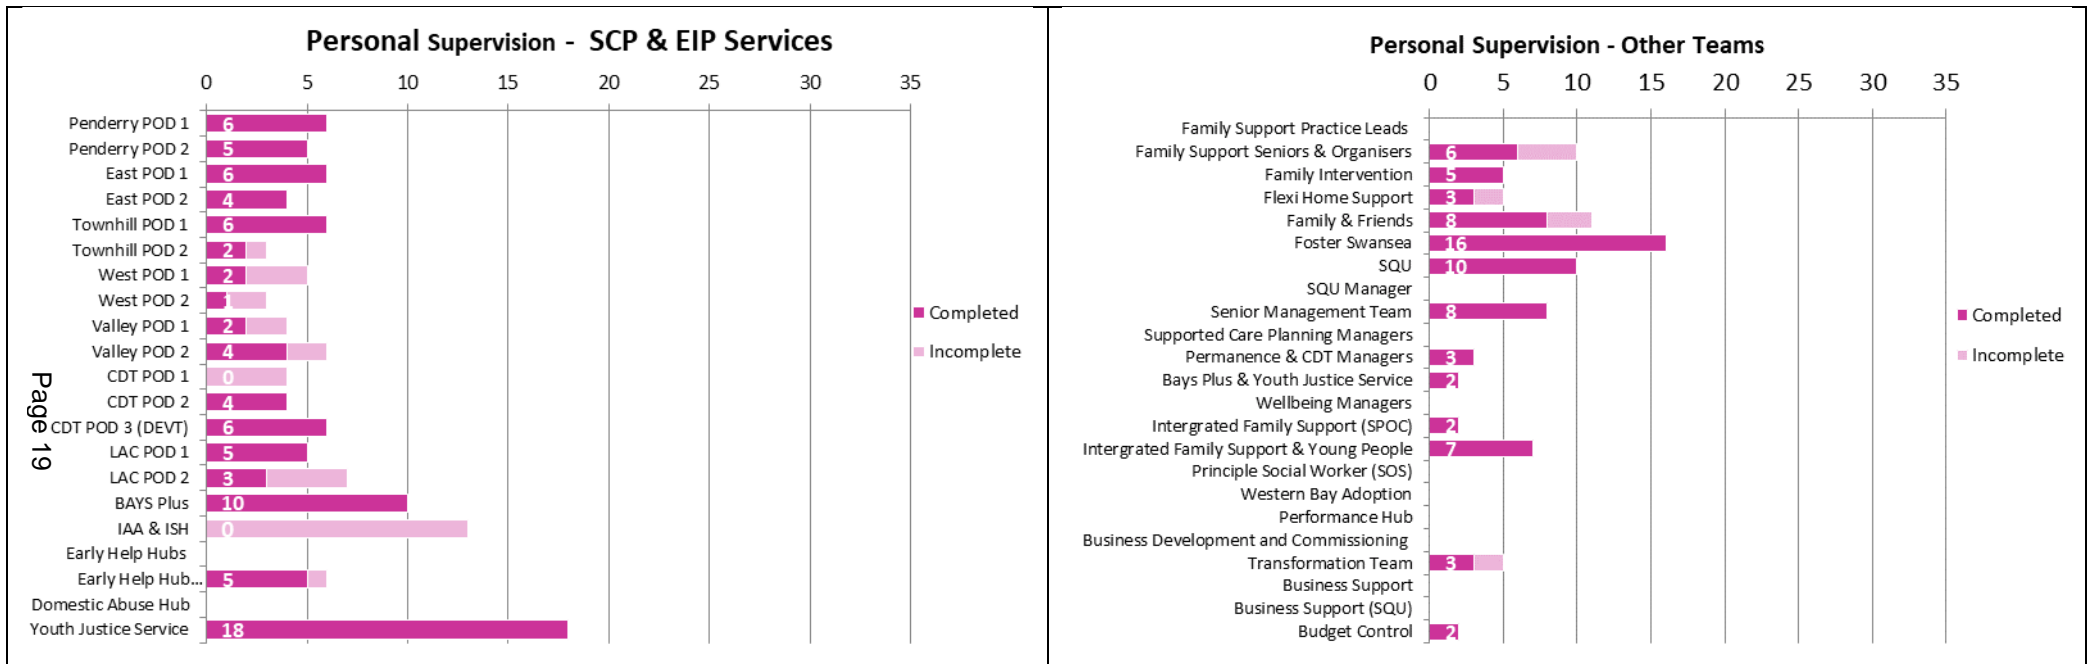 Personal Supervision - SCP & EIP Services
0 5 10 15 20 25 30 35
Penderry POD 1 6
Penderry POD 2 5
East POD 1 6
East POD 2 4
Townhill POD 1 6
Townhill POD 2 2
West POD 1 2
West POD 2 1
Valley POD 1 2
Valley POD 2 4
CDT POD 1 0
CDT POD 2 4
CDT POD 3 (DEVT) 6
LAC POD 1 5
LAC POD 2 3
BAYS Plus 10
IAA & ISH 0
Early Help Hubs
Early Help Hub... 5
Domestic Abuse Hub
Youth Justice Service 18
Completed
Incomplete
Page 19
Personal Supervision - Other Teams
0 5 10 15 20 25 30 35
Family Support Practice Leads
Family Support Seniors & Organisers 6
Family Intervention 5
Flexi Home Support 3
Family & Friends 8
Foster Swansea 16
SQU 10
SQU Manager
Senior Management Team 8
Supported Care Planning Managers
Permanence & CDT Managers 3
Bays Plus & Youth Justice Service 2
Wellbeing Managers
Intergrated Family Support (SPOC) 2
Intergrated Family Support & Young People 7
Principle Social Worker (SOS)
Western Bay Adoption
Performance Hub
Business Development and Commissioning
Transformation Team 3
Business Support
Business Support (SQU)
Budget Control 2
Completed
Incomplete